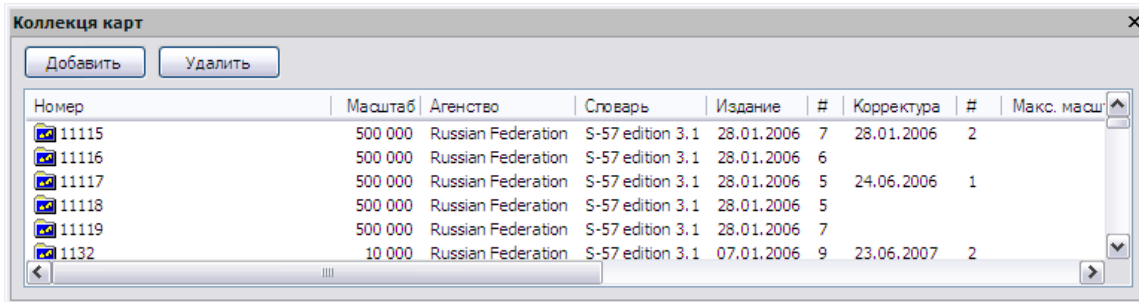 Коллекця карт
Добавить Удалить
Номер Масштаб Агенство Словарь Издание # Корректура # Макс. масш
11115 500 000 Russian Federation S-57 edition 3.1 28.01.2006 7 28.01.2006 2
11116 500 000 Russian Federation S-57 edition 3.1 28.01.2006 6
11117 500 000 Russian Federation S-57 edition 3.1 28.01.2006 5 24.06.2006 1
11118 500 000 Russian Federation S-57 edition 3.1 28.01.2006 5
11119 500 000 Russian Federation S-57 edition 3.1 28.01.2006 7
1132 10 000 Russian Federation S-57 edition 3.1 07.01.2006 9 23.06.2007 2